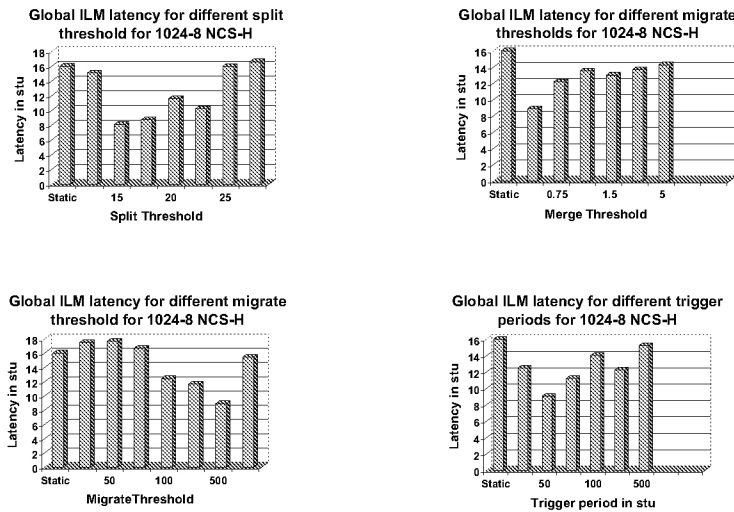 Global ILM latency for different split
threshold for 1024-8 NCS-H
18
16
14
12
10
8
6
4
2
0
Latency in stu
Static 15 20 25
Split Threshold
Global ILM latency for different migrate
thresholds for 1024-8 NCS-H
16
14
12
10
8
6
4
2
0
Latency in stu
Static 0.75 1.5 5
Merge Threshold
Global ILM latency for different migrate
threshold for 1024-8 NCS-H
18
16
14
12
10
8
6
4
2
0
Latency in stu
Static 50 100 500
MigrateThreshold
Global ILM latency for different trigger
periods for 1024-8 NCS-H
16
14
12
10
8
6
4
2
0
Latency in stu
Static 50 100 500
Trigger period in stu